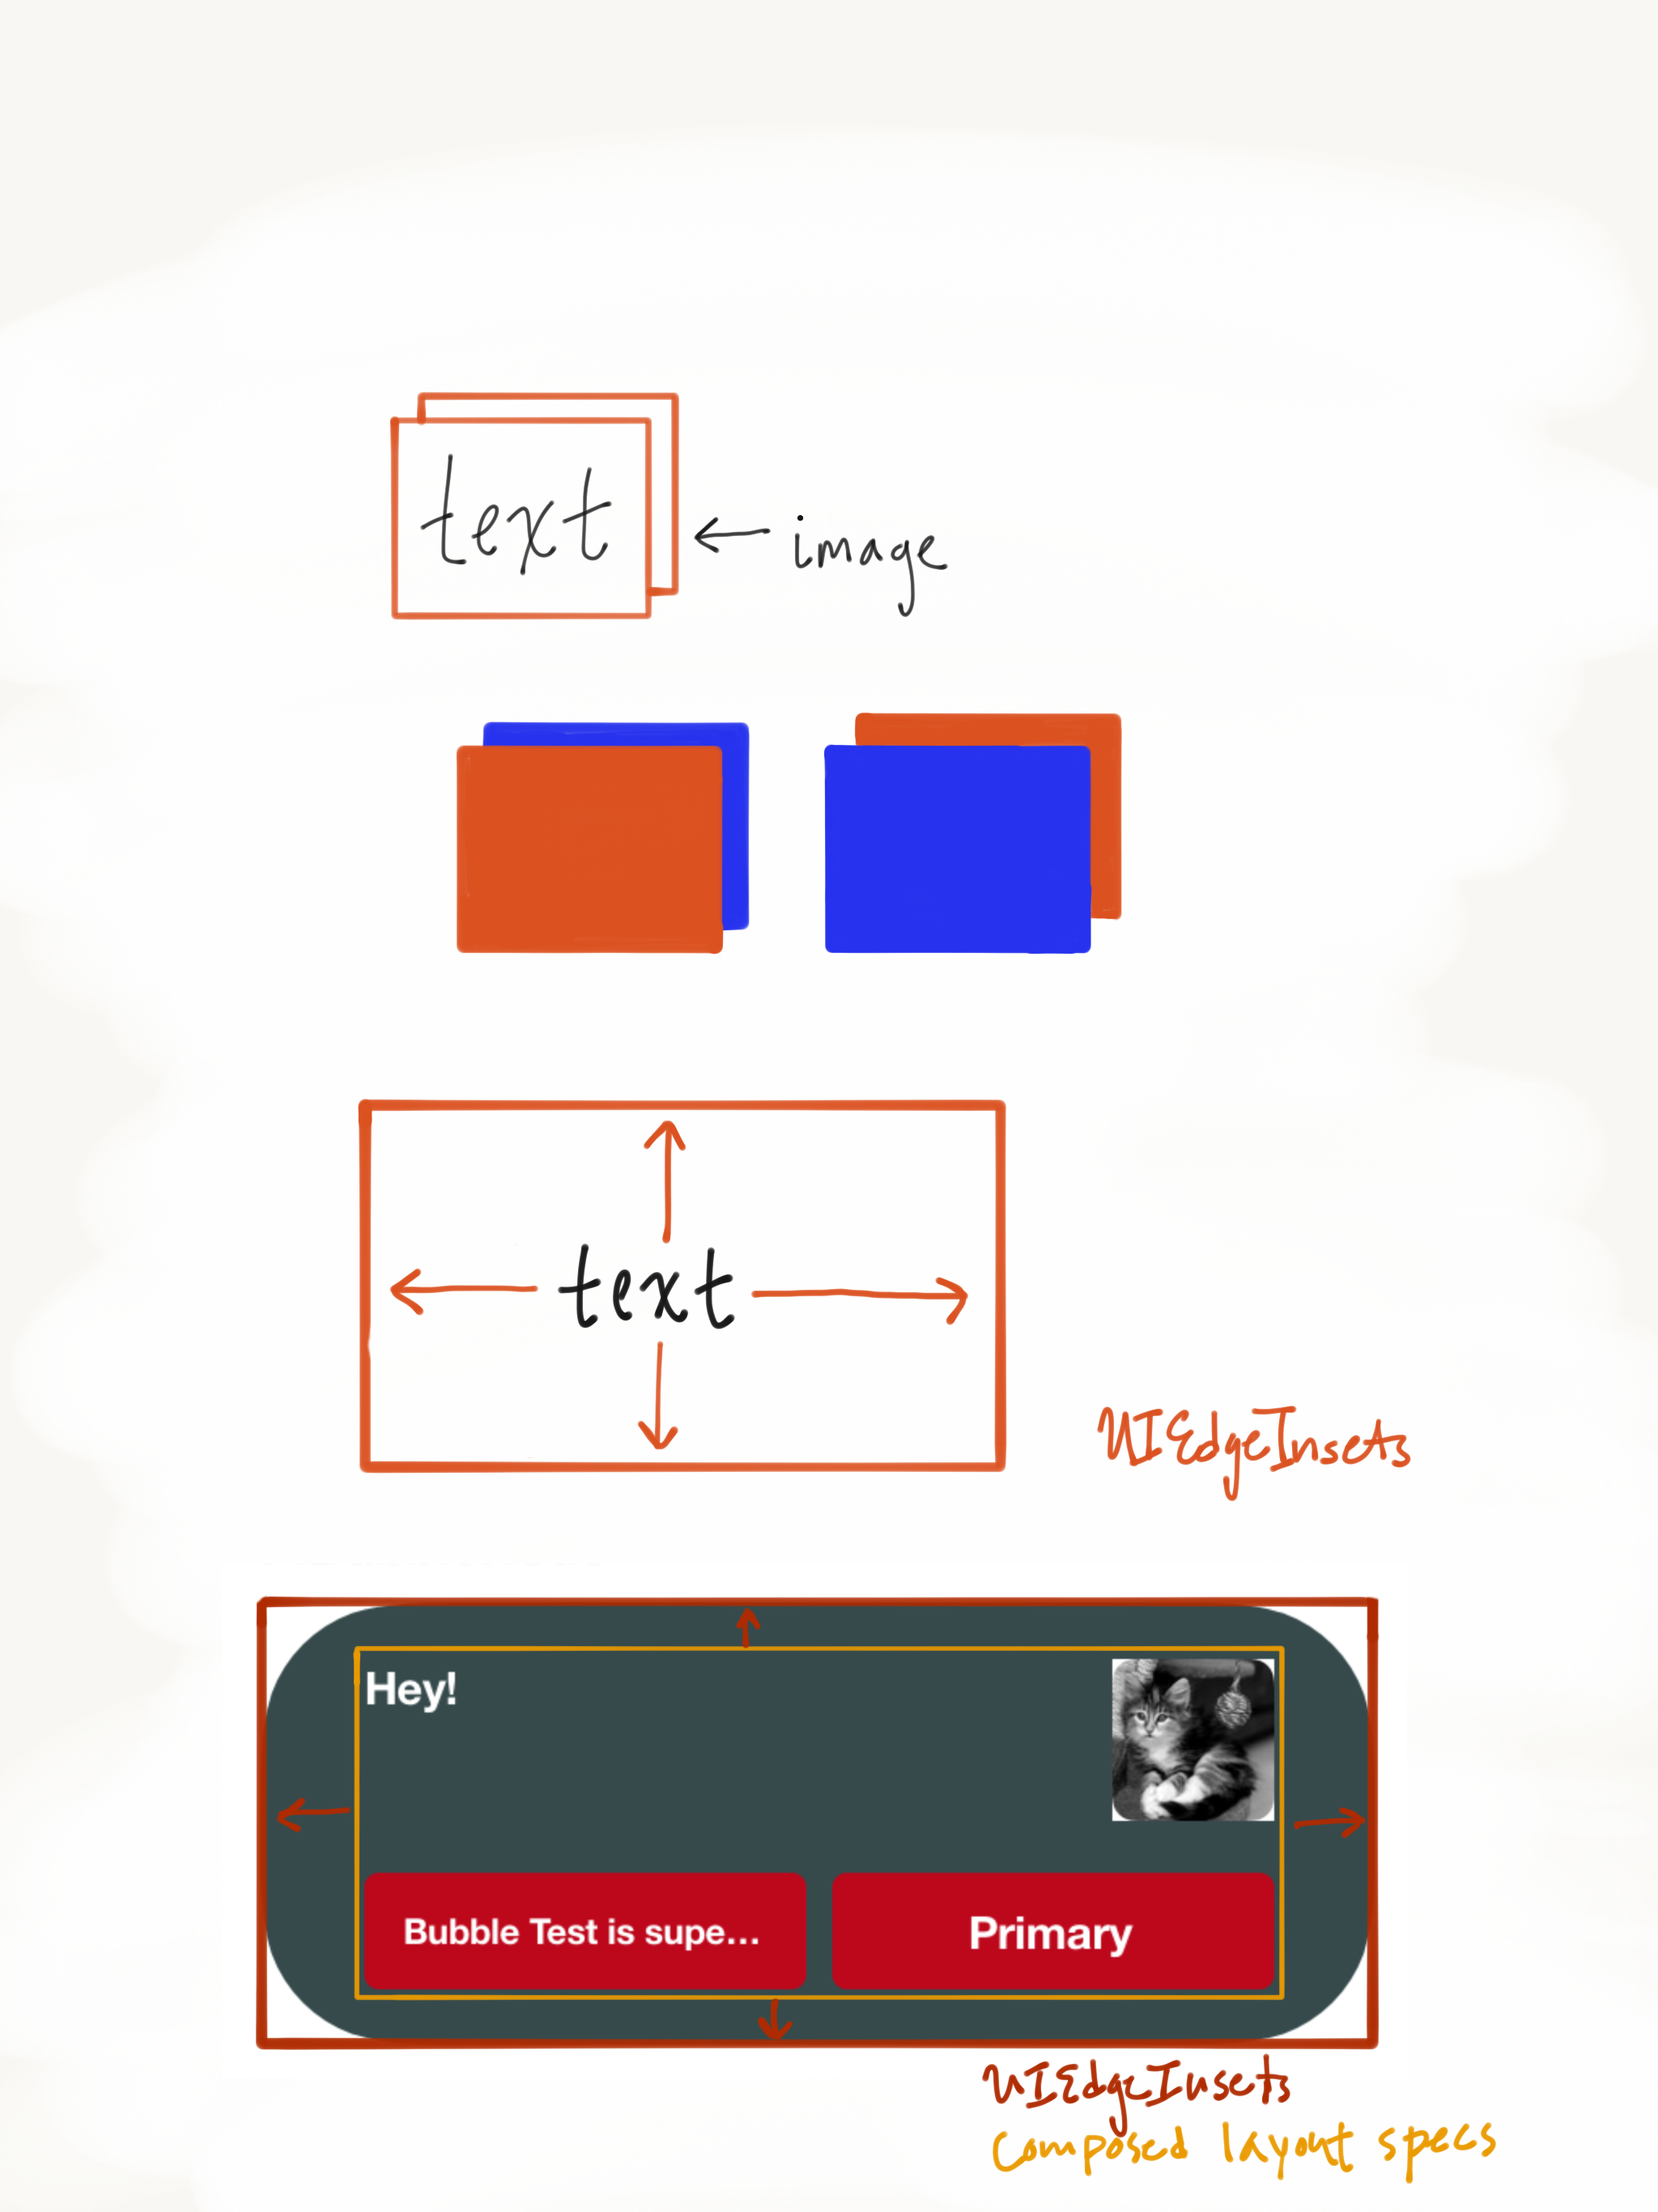 text
image
text
UIEdgeInsets
Hey!
Bubble Test is supe...
Primary
UIEdgeInsets
Composed layout specs